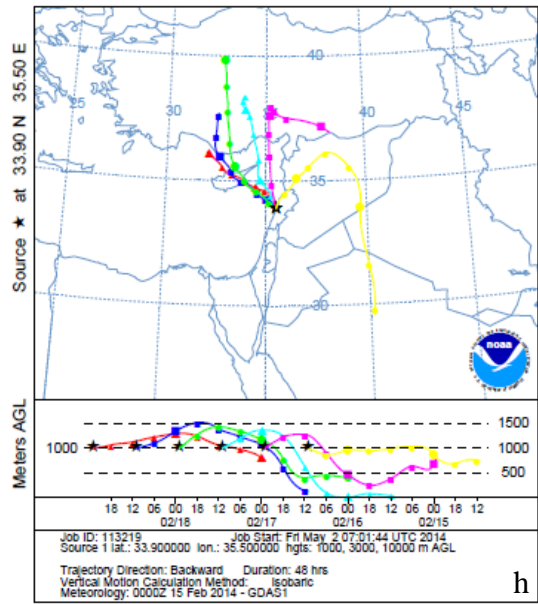 Source ★ at 33.90 N 35.50 E
40
45
25
30
35
40
35
35
30
noaa
Meters AGL
1500
1000
1000
500
18 12 06 00 18 12 06 00 18 12 06 00 18 12 06 00 18 12
02/18 02/17 02/16 02/15
Job ID: 113219 Job Start: Fri May 2 07:01:44 UTC 2014
Source 1 lat.: 33.900000 lon.: 35.500000 hgts: 1000, 3000, 10000 m AGL
Trajectory Direction: Backward Duration: 48 hrs
Vertical Motion Calculation Method: Isobaric
Meteorology: 0000Z 15 Feb 2014 - GDAS1
h